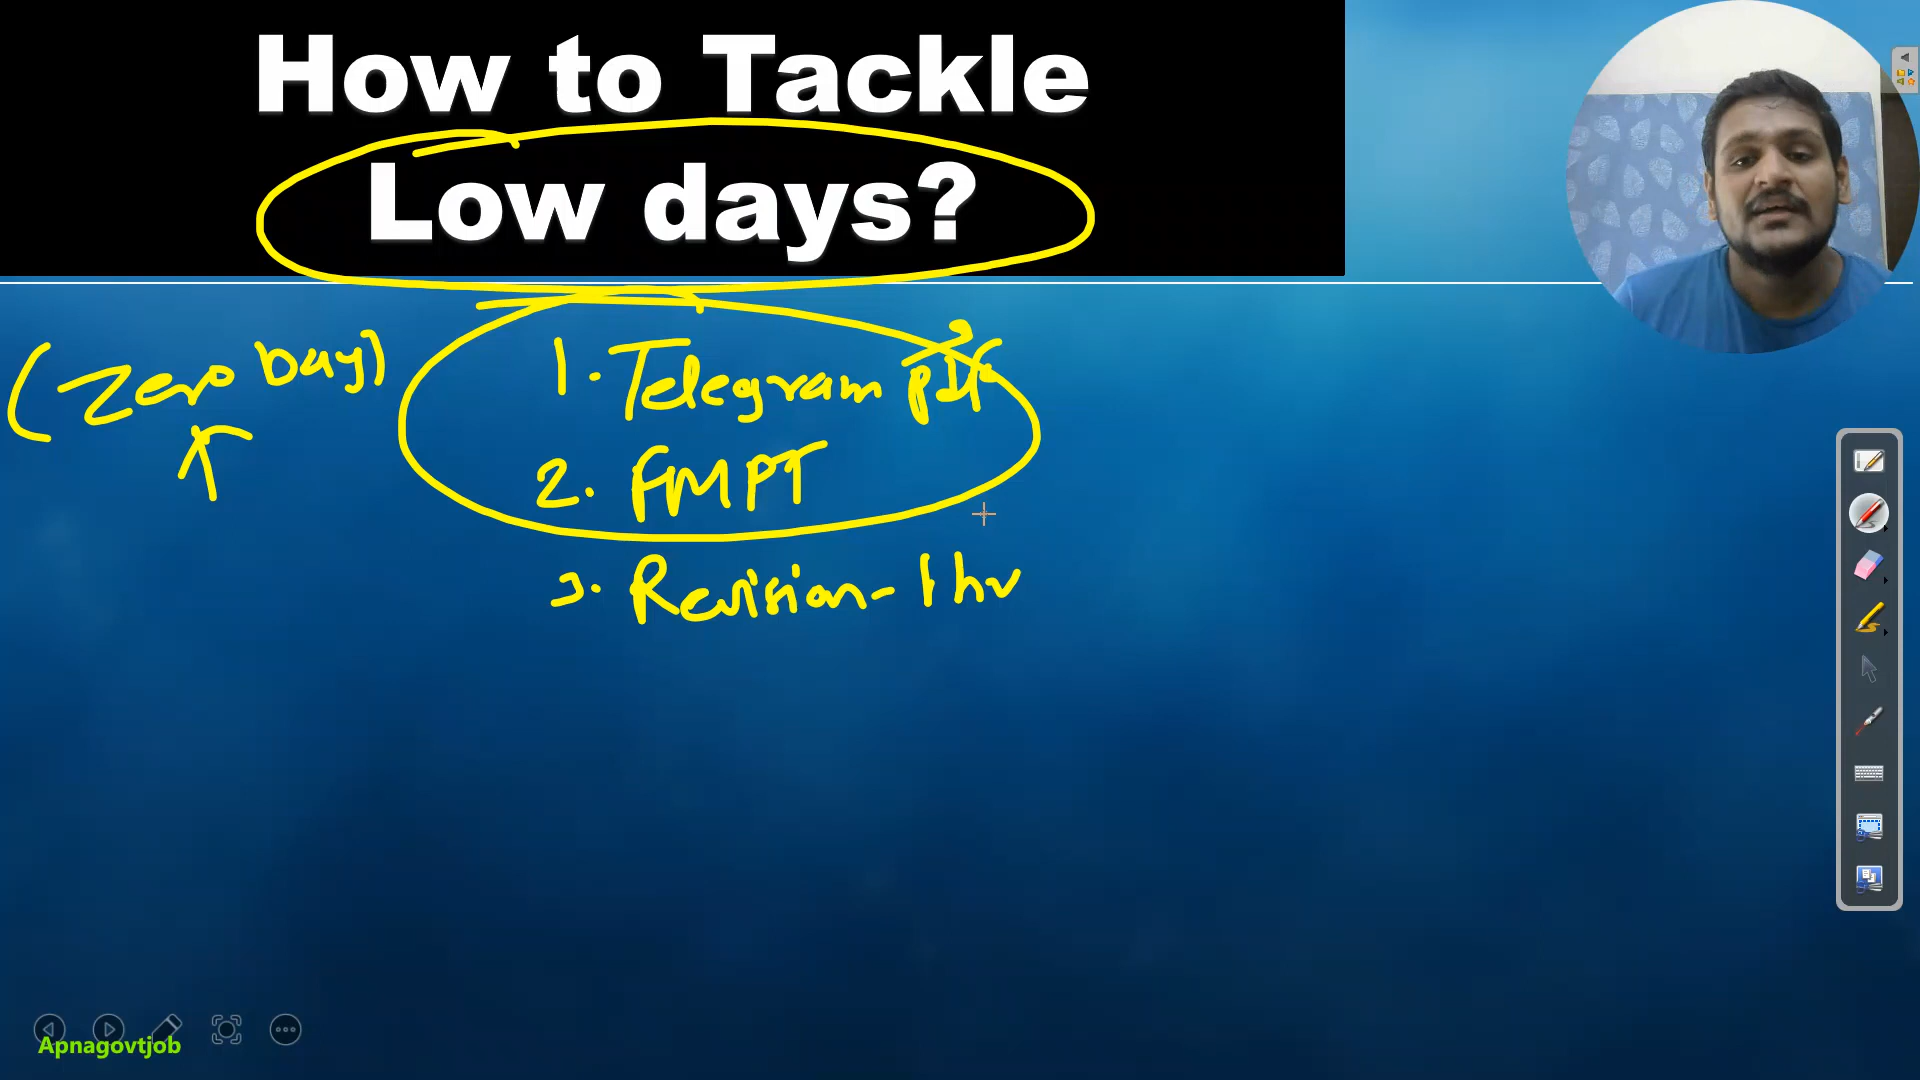 How to Tackle
Low days?
(Zero Day)
1. Telegram pdf
2. FMPT
3. Revision - 1 hr
Apnagovtjob